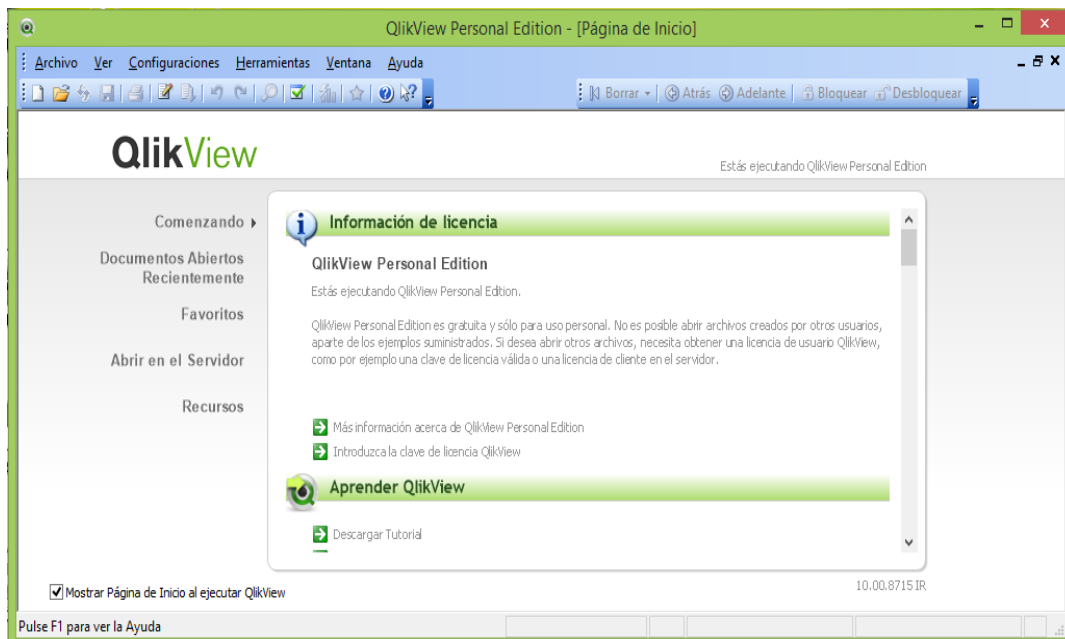 QlikView Personal Edition - [Página de Inicio]
Archivo Ver Configuraciones Herramientas Ventana Ayuda
Borrar Atrás Adelante Bloquear Desbloquear
QlikView
Estás ejecutando QlikView Personal Edition
Comenzando
Documentos Abiertos
Recientemente
Favoritos
Abrir en el Servidor
Recursos
Información de licencia
QlikView Personal Edition
Estás ejecutando QlikView Personal Edition.
QlikView Personal Edition es gratuita y sólo para uso personal. No es posible abrir archivos creados por otros usuarios,
aparte de los ejemplos suministrados. Si desea abrir otros archivos, necesita obtener una licencia de usuario QlikView,
como por ejemplo una clave de licencia válida o una licencia de cliente en el servidor.
Más información acerca de QlikView Personal Edition
Introduzca la clave de licencia QlikView
Aprender QlikView
Descargar Tutorial
Mostrar Página de Inicio al ejecutar QlikView
10.00.8715 IR
Pulse F1 para ver la Ayuda